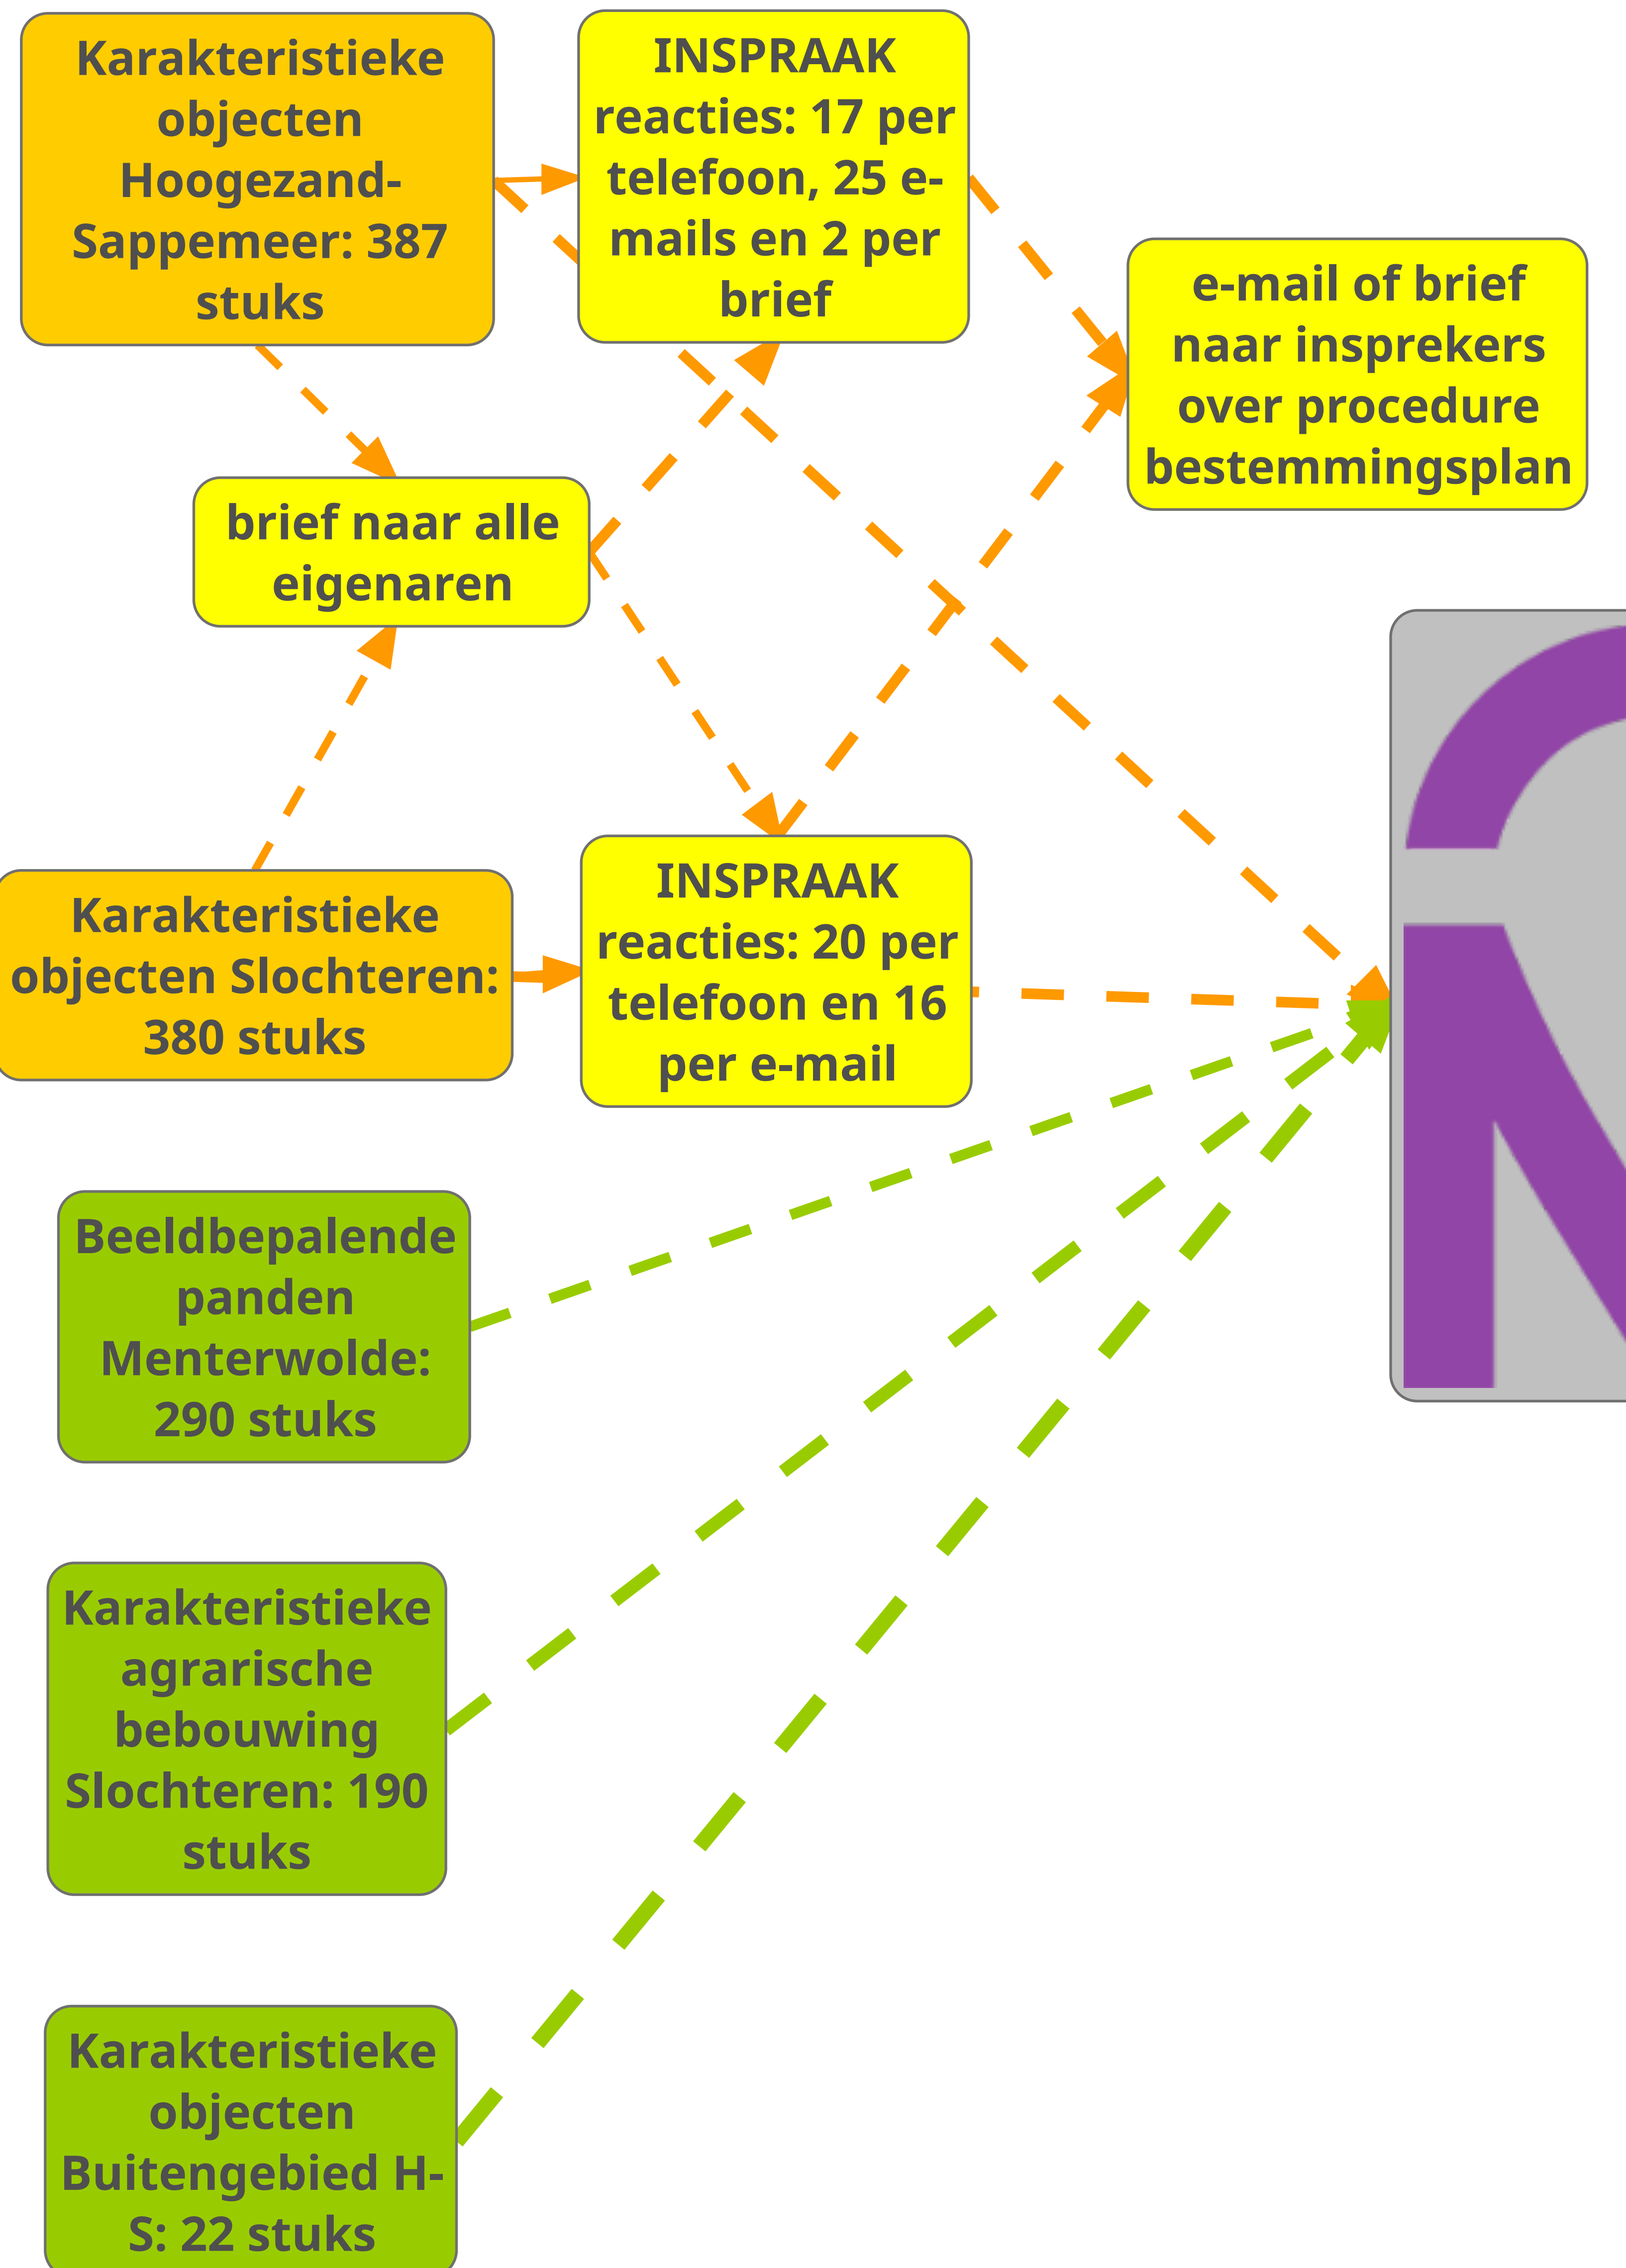 Karakteristieke
objecten
Hoogezand-
Sappemeer: 387
stuks
INSPRAAK
reacties: 17 per
telefoon, 25 e-
mails en 2 per
brief
e-mail of brief
naar insprekers
over procedure
bestemmingsplan
brief naar alle
eigenaren
Karakteristieke
objecten Slochteren:
380 stuks
INSPRAAK
reacties: 20 per
telefoon en 16
per e-mail
Beeldbepalende
panden
Menterwolde:
290 stuks
Karakteristieke
agrarische
bebouwing
Slochteren: 190
stuks
Karakteristieke
objecten
Buitengebied H-
S: 22 stuks